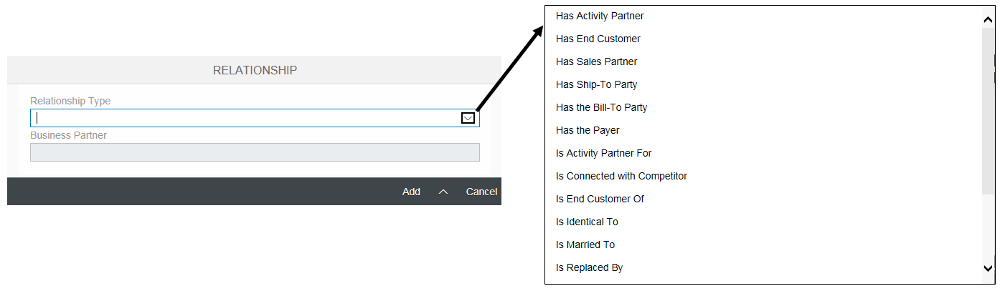 RELATIONSHIP
Relationship Type
Business Partner
Add
Cancel
Has Activity Partner
Has End Customer
Has Sales Partner
Has Ship-To Party
Has the Bill-To Party
Has the Payer
Is Activity Partner For
Is Connected with Competitor
Is End Customer Of
Is Identical To
Is Married To
Is Replaced By